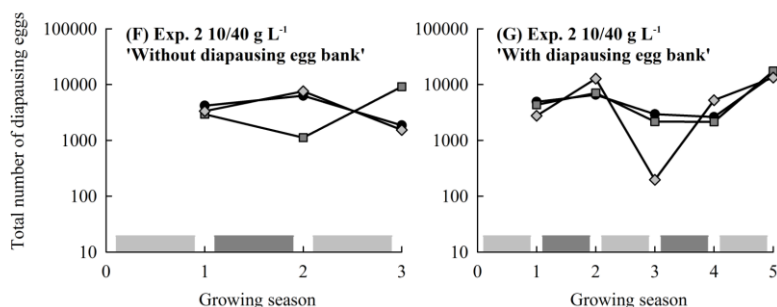 (F) Exp. 2 10/40 g L⁻¹
'Without diapausing egg bank'
Total number of diapausing eggs
100000
10000
1000
100
10
0
1
2
3
Growing season
(G) Exp. 2 10/40 g L⁻¹
'With diapausing egg bank'
100000
10000
1000
100
10
0
1
2
3
4
5
Growing season